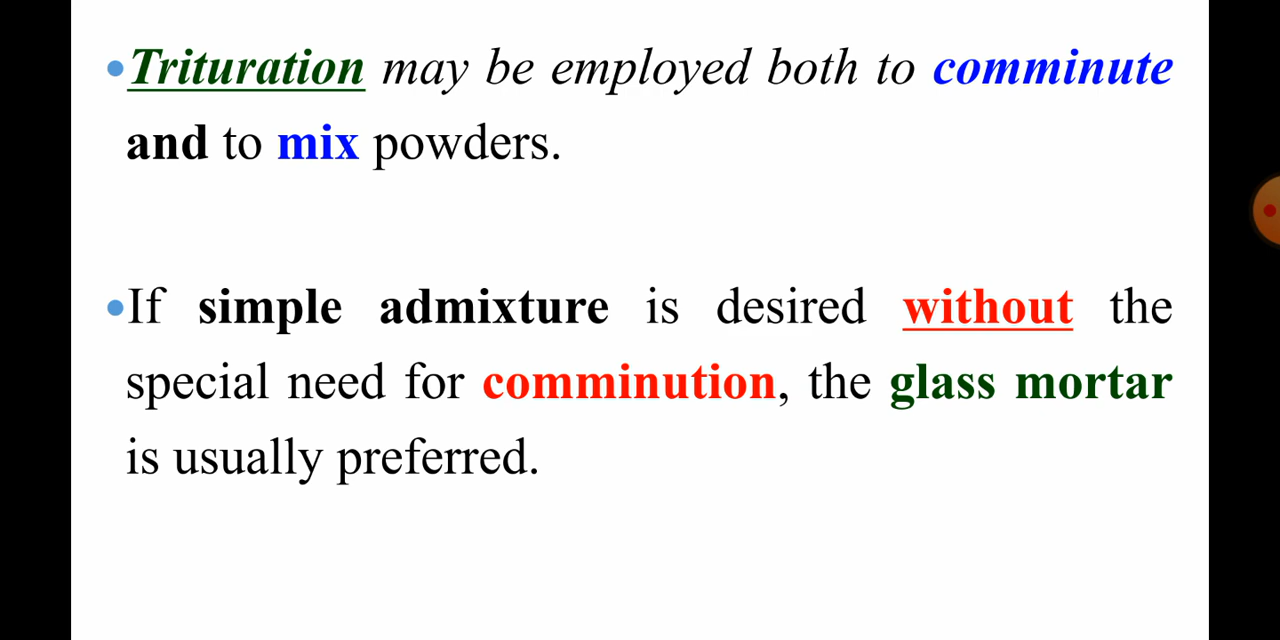 •Trituration may be employed both to comminute
and to mix powders.
•If simple admixture is desired without the
special need for comminution, the glass mortar
is usually preferred.